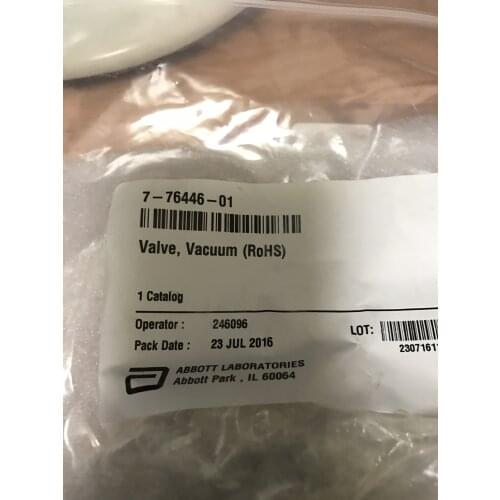 7-76446-01
Valve, Vacuum (RoHS)
1 Catalog
Operator : 246096
Pack Date : 23 JUL 2016
LOT:
ABBOTT LABORATORIES
Abbott Park , IL 60064